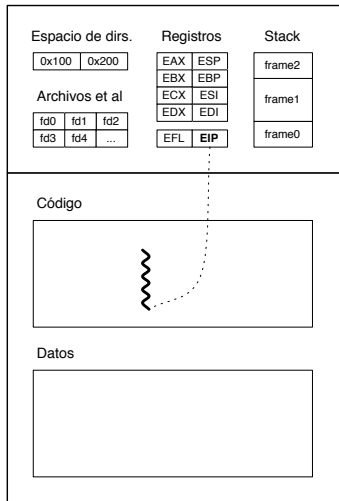 Espacio de dirs.
0x100 0x200
Archivos et al
fd0 fd1 fd2
fd3 fd4 ...
Registros
EAX ESP
EBX EBP
ECX ESI
EDX EDI
EFL EIP
Stack
frame2
frame1
frame0
Código
Datos